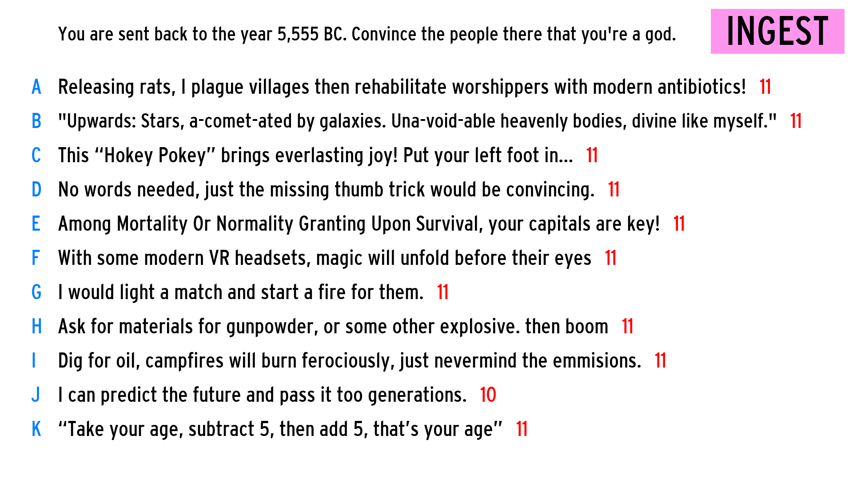 You are sent back to the year 5,555 BC. Convince the people there that you're a god.
INGEST
A Releasing rats, I plague villages then rehabilitate worshippers with modern antibiotics! 11
B "Upwards: Stars, a-comet-ated by galaxies. Una-void-able heavenly bodies, divine like myself." 11
C This “Hokey Pokey” brings everlasting joy! Put your left foot in... 11
D No words needed, just the missing thumb trick would be convincing. 11
E Among Mortality Or Normality Granting Upon Survival, your capitals are key! 11
F With some modern VR headsets, magic will unfold before their eyes 11
G I would light a match and start a fire for them. 11
H Ask for materials for gunpowder, or some other explosive. then boom 11
I Dig for oil, campfires will burn ferociously, just nevermind the emmisions. 11
J I can predict the future and pass it too generations. 10
K “Take your age, subtract 5, then add 5, that’s your age” 11